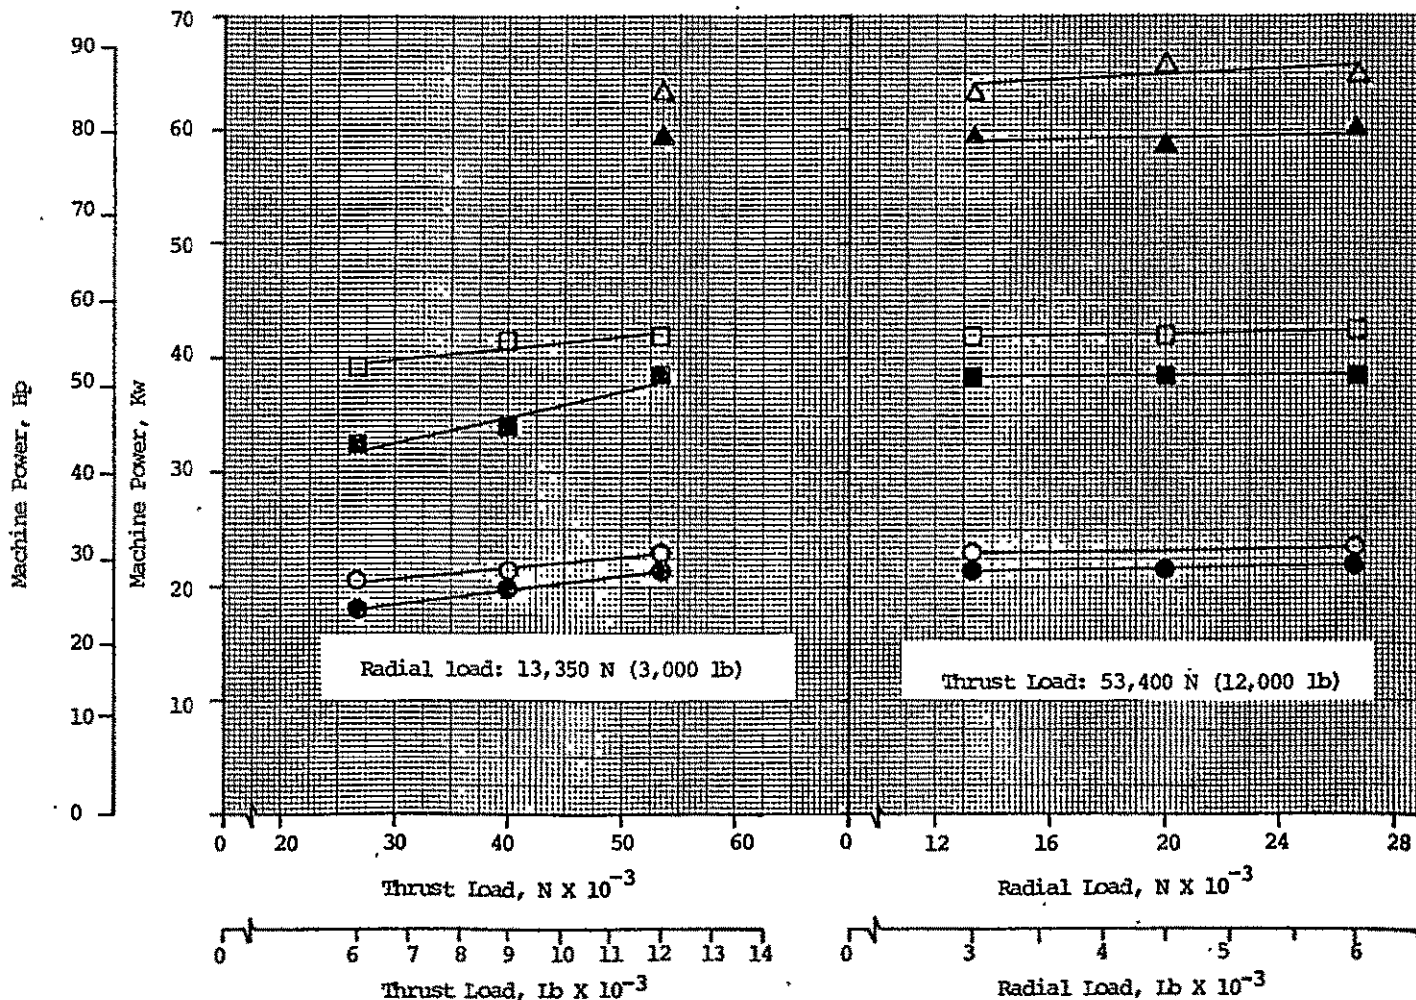 Machine Power, Hp
90
80
70
60
50
40
30
20
10
0
Machine Power, Kw
70
60
50
40
30
20
10
Radial load: 13,350 N (3,000 lb)
Thrust Load: 53,400 N (12,000 lb)
0 20 30 40 50 60
Thrust Load, N X 10⁻³
0 6 7 8 9 10 11 12 13 14
Thrust Load, Lb X 10⁻³
0 12 16 20 24 28
Radial Load, N X 10⁻³
0 3 4 5 6
Radial Load, Lb X 10⁻³